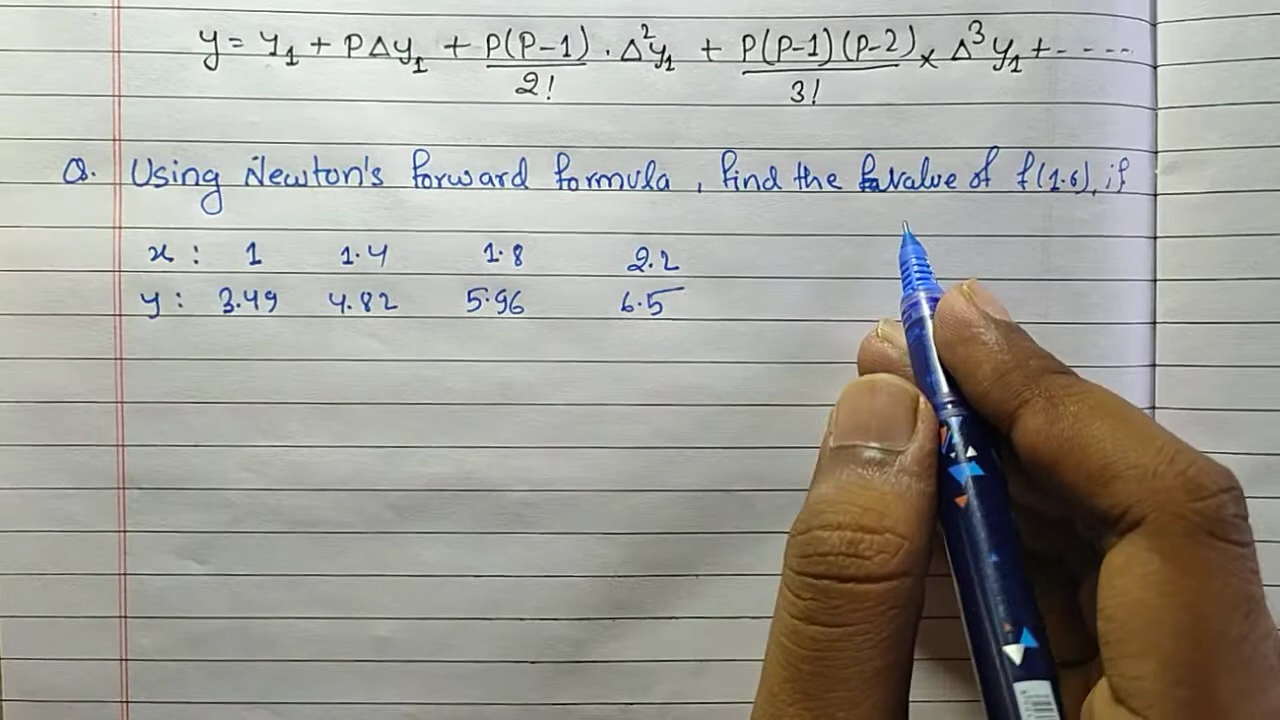 y = y₁ + PΔy₁ + P(P-1)/2! · Δ²y₁ + P(P-1)(P-2)/3! × Δ³y₁ + - - - -
Q. Using Newton's forward formula, find the value of f(1.6), if
x : 1 1.4 1.8 2.2
y : 3.49 4.82 5.96 6.5